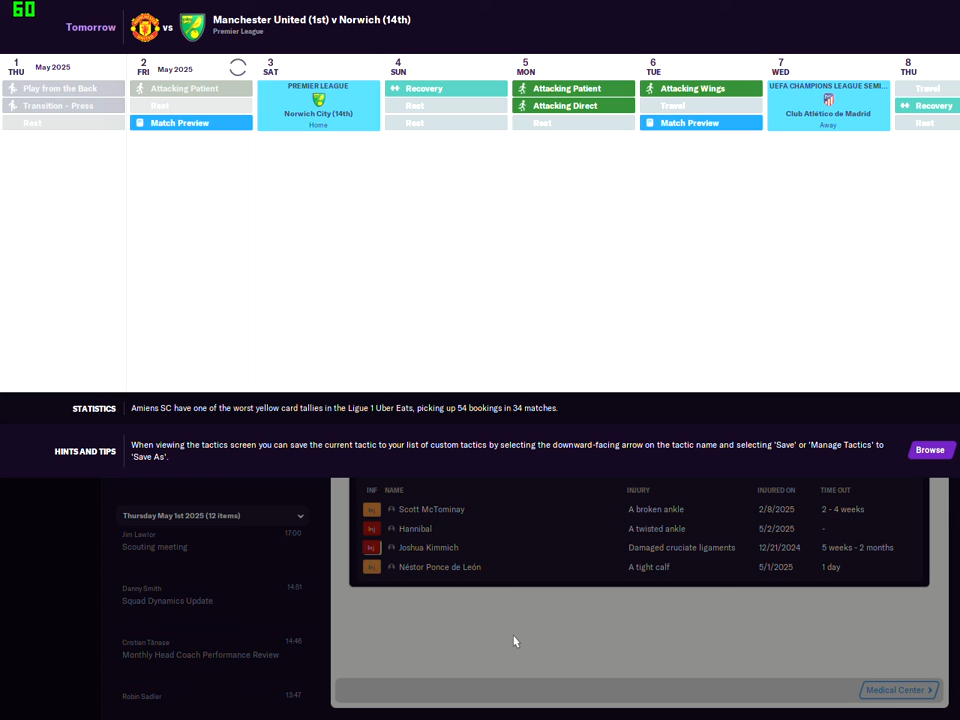 60
Tomorrow
vs
Manchester United (1st) v Norwich (14th)
Premier League
1
THU
May 2025
Play from the Back
Transition - Press
Rest
2
FRI
May 2025
Attacking Patient
Rest
Match Preview
3
SAT
PREMIER LEAGUE
Norwich City (14th)
Home
4
SUN
Recovery
Rest
Rest
5
MON
Attacking Patient
Attacking Direct
Rest
6
TUE
Attacking Wings
Travel
Match Preview
7
WED
UEFA CHAMPIONS LEAGUE SEMI...
Club Atlético de Madrid
Away
8
THU
Travel
Recovery
Rest
STATISTICS
Amiens SC have one of the worst yellow card tallies in the Ligue 1 Uber Eats, picking up 54 bookings in 34 matches.
HINTS AND TIPS
When viewing the tactics screen you can save the current tactic to your list of custom tactics by selecting the downward-facing arrow on the tactic name and selecting 'Save' or 'Manage Tactics' to
'Save As'.
Browse
Thursday May 1st 2025 (12 items)
Jim Lawlor 17:00
Scouting meeting
Danny Smith 14:51
Squad Dynamics Update
Cristian Tănase 14:46
Monthly Head Coach Performance Review
Robin Sadler 13:47
INF NAME INJURY INJURED ON TIME OUT
Inj Scott McTominay A broken ankle 2/8/2025 2 - 4 weeks
Inj Hannibal A twisted ankle 5/2/2025 -
Inj Joshua Kimmich Damaged cruciate ligaments 12/21/2024 5 weeks - 2 months
Inj Néstor Ponce de León A tight calf 5/1/2025 1 day
Medical Center